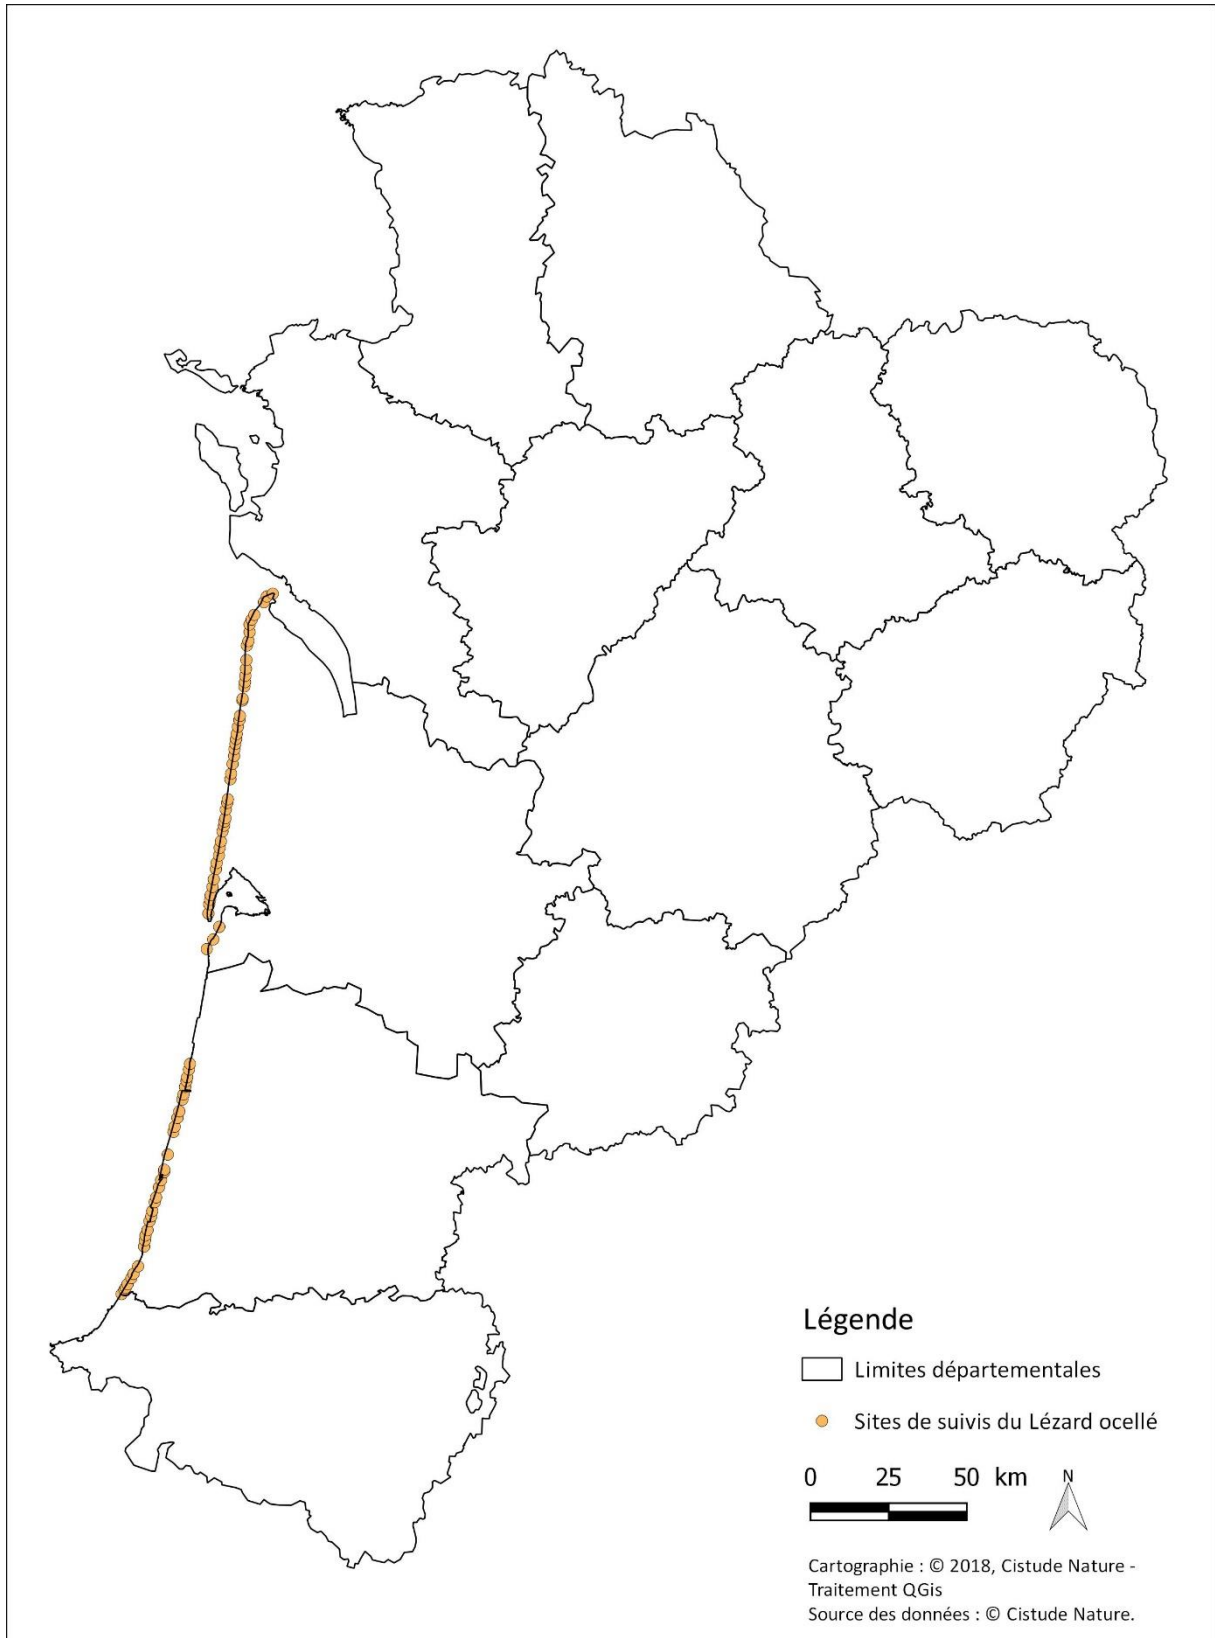 Légende
Limites départementales
Sites de suivis du Lézard ocellé
0 25 50 km
N
Cartographie : © 2018, Cistude Nature -
Traitement QGis
Source des données : © Cistude Nature.